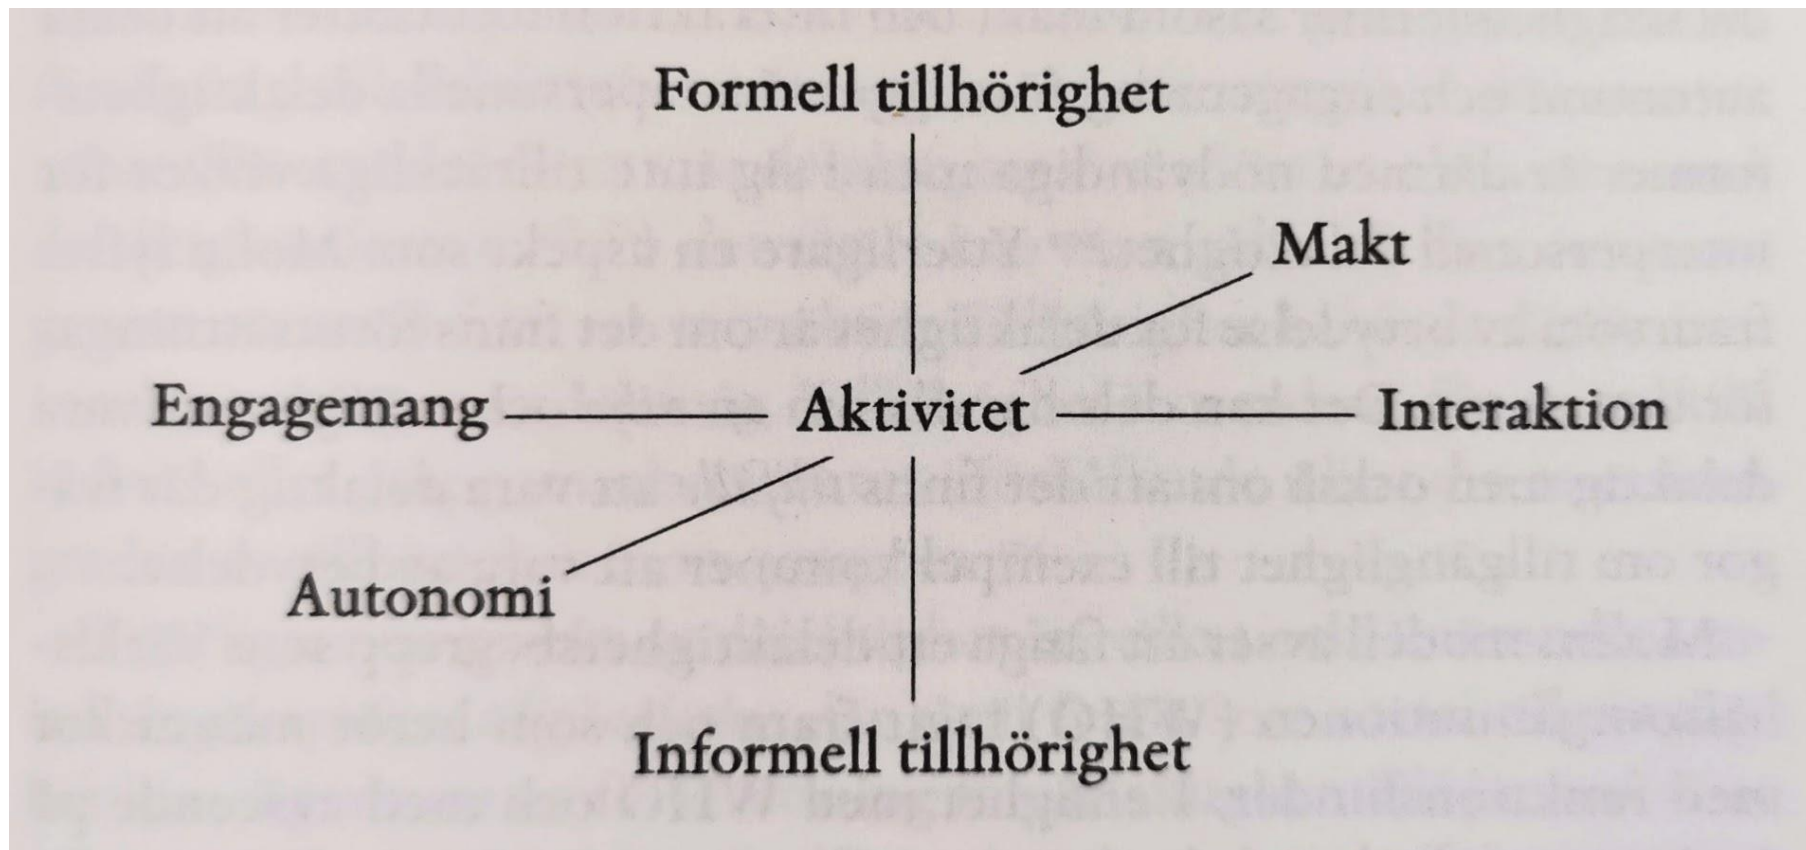 Formell tillhörighet
Makt
Engagemang Aktivitet Interaktion
Autonomi
Informell tillhörighet